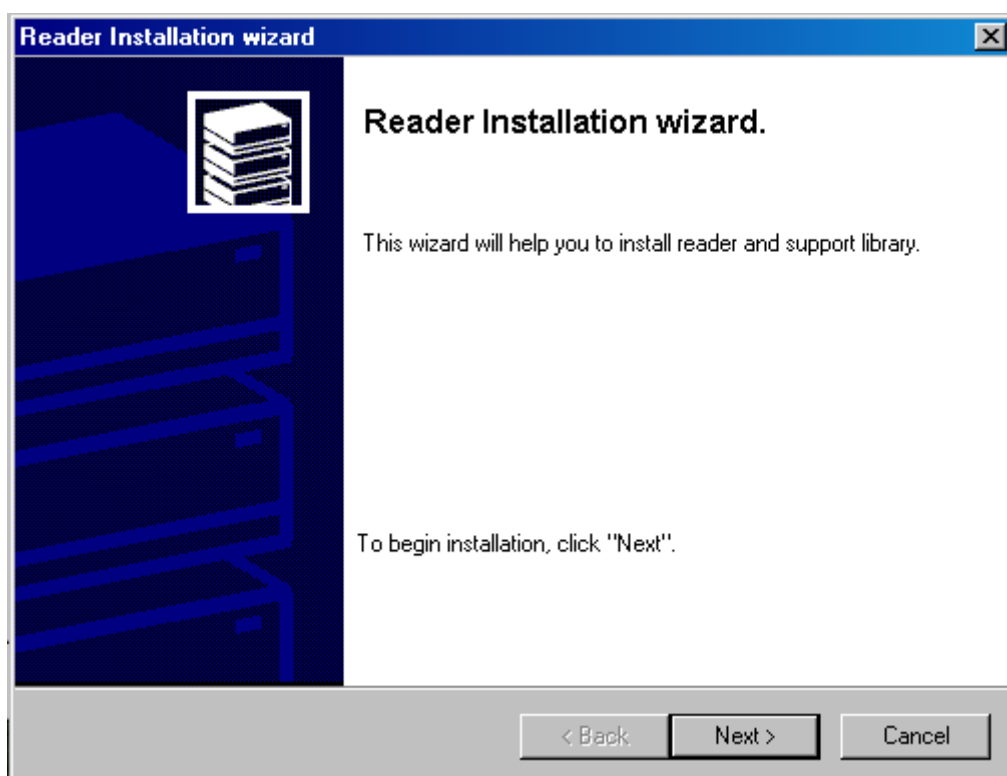 Reader Installation wizard
Reader Installation wizard.
This wizard will help you to install reader and support library.
To begin installation, click "Next".
< Back
Next >
Cancel